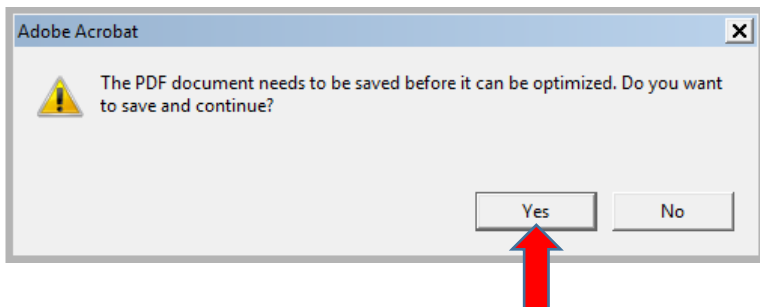 Adobe Acrobat
The PDF document needs to be saved before it can be optimized. Do you want
to save and continue?
Yes
No